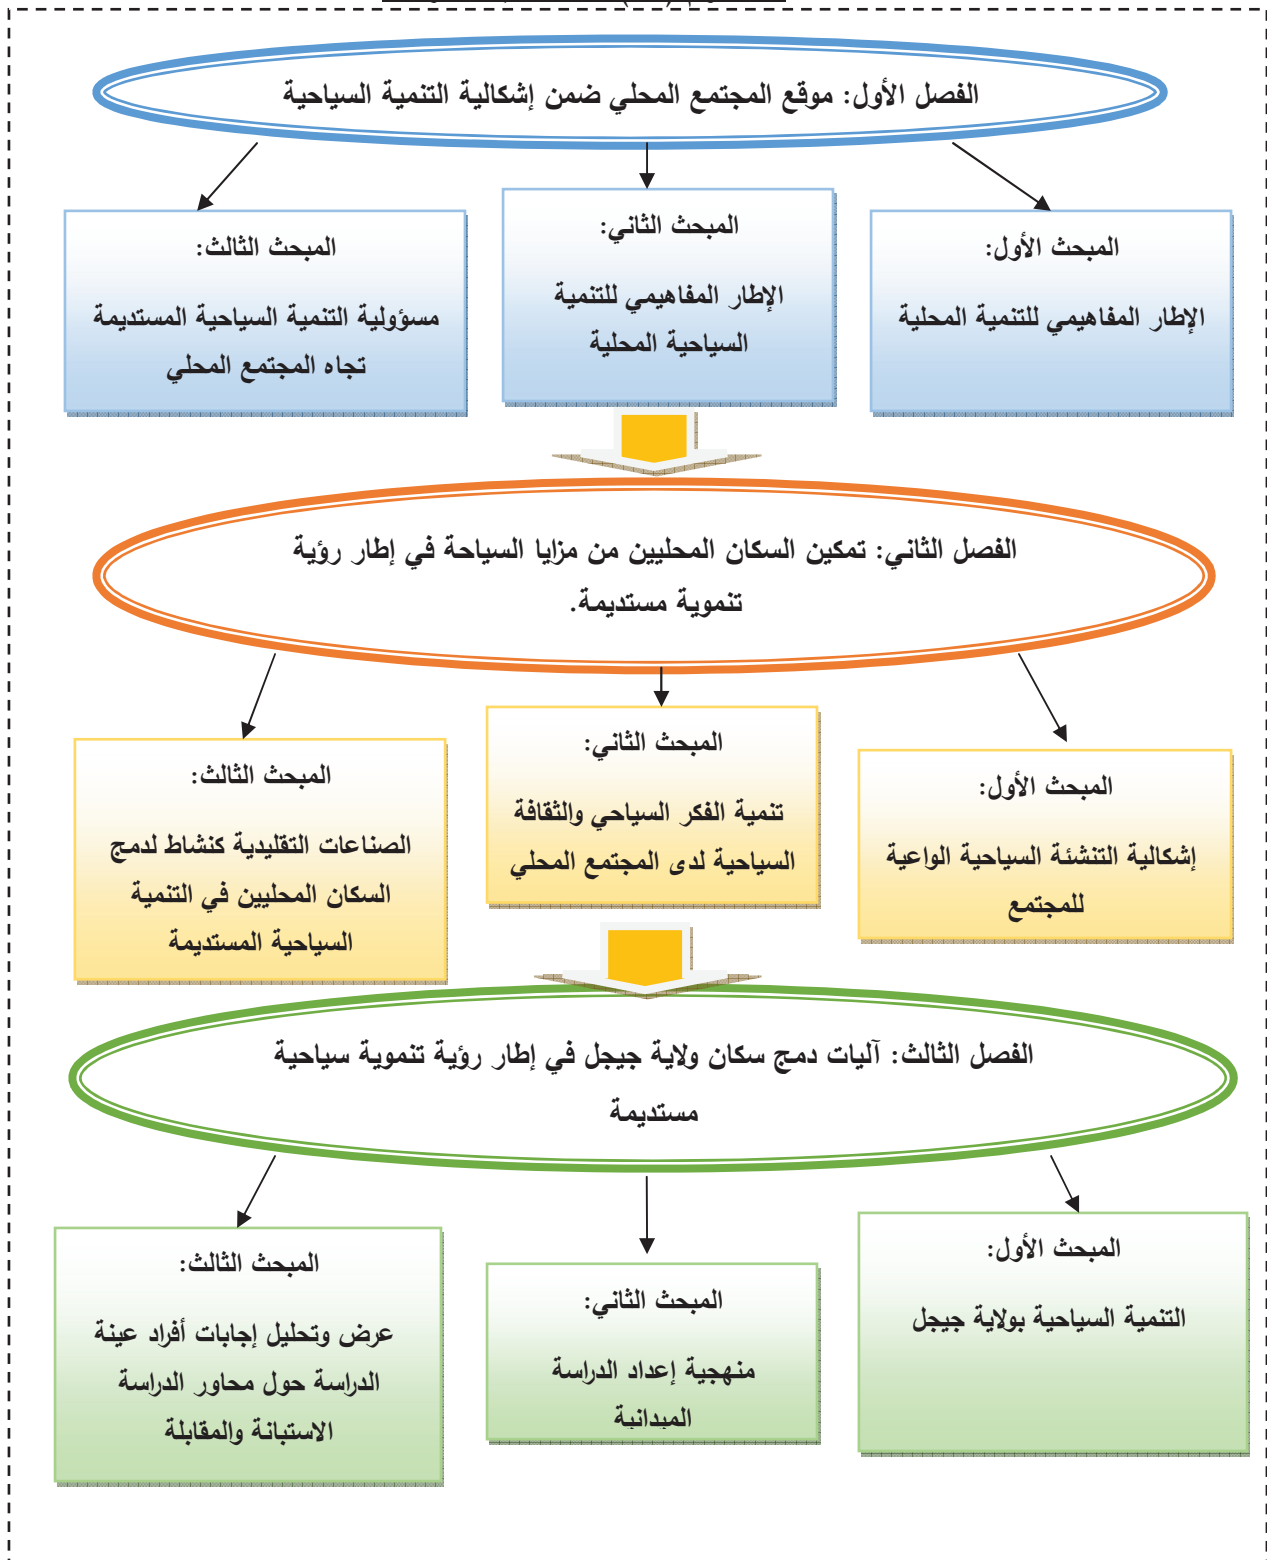 الفصل الأول: موقع المجتمع المحلي ضمن إشكالية التنمية السياحية
المبحث الأول:
الإطار المفاهيمي للتنمية المحلية
المبحث الثاني:
الإطار المفاهيمي للتنمية
السياحية المحلية
المبحث الثالث:
مسؤولية التنمية السياحية المستديمة
تجاه المجتمع المحلي
الفصل الثاني: تمكين السكان المحليين من مزايا السياحة في إطار رؤية
تنموية مستديمة.
المبحث الأول:
إشكالية التنشئة السياحية الواعية
للمجتمع
المبحث الثاني:
تنمية الفكر السياحي والثقافة
السياحية لدى المجتمع المحلي
المبحث الثالث:
الصناعات التقليدية كنشاط لدمج
السكان المحليين في التنمية
السياحية المستديمة
الفصل الثالث: آليات دمج سكان ولاية جيجل في إطار رؤية تنموية سياحية
مستديمة
المبحث الأول:
التنمية السياحية بولاية جيجل
المبحث الثاني:
منهجية إعداد الدراسة
الميدانية
المبحث الثالث:
عرض وتحليل إجابات أفراد عينة
الدراسة حول محاور الدراسة
الاستبانة والمقابلة